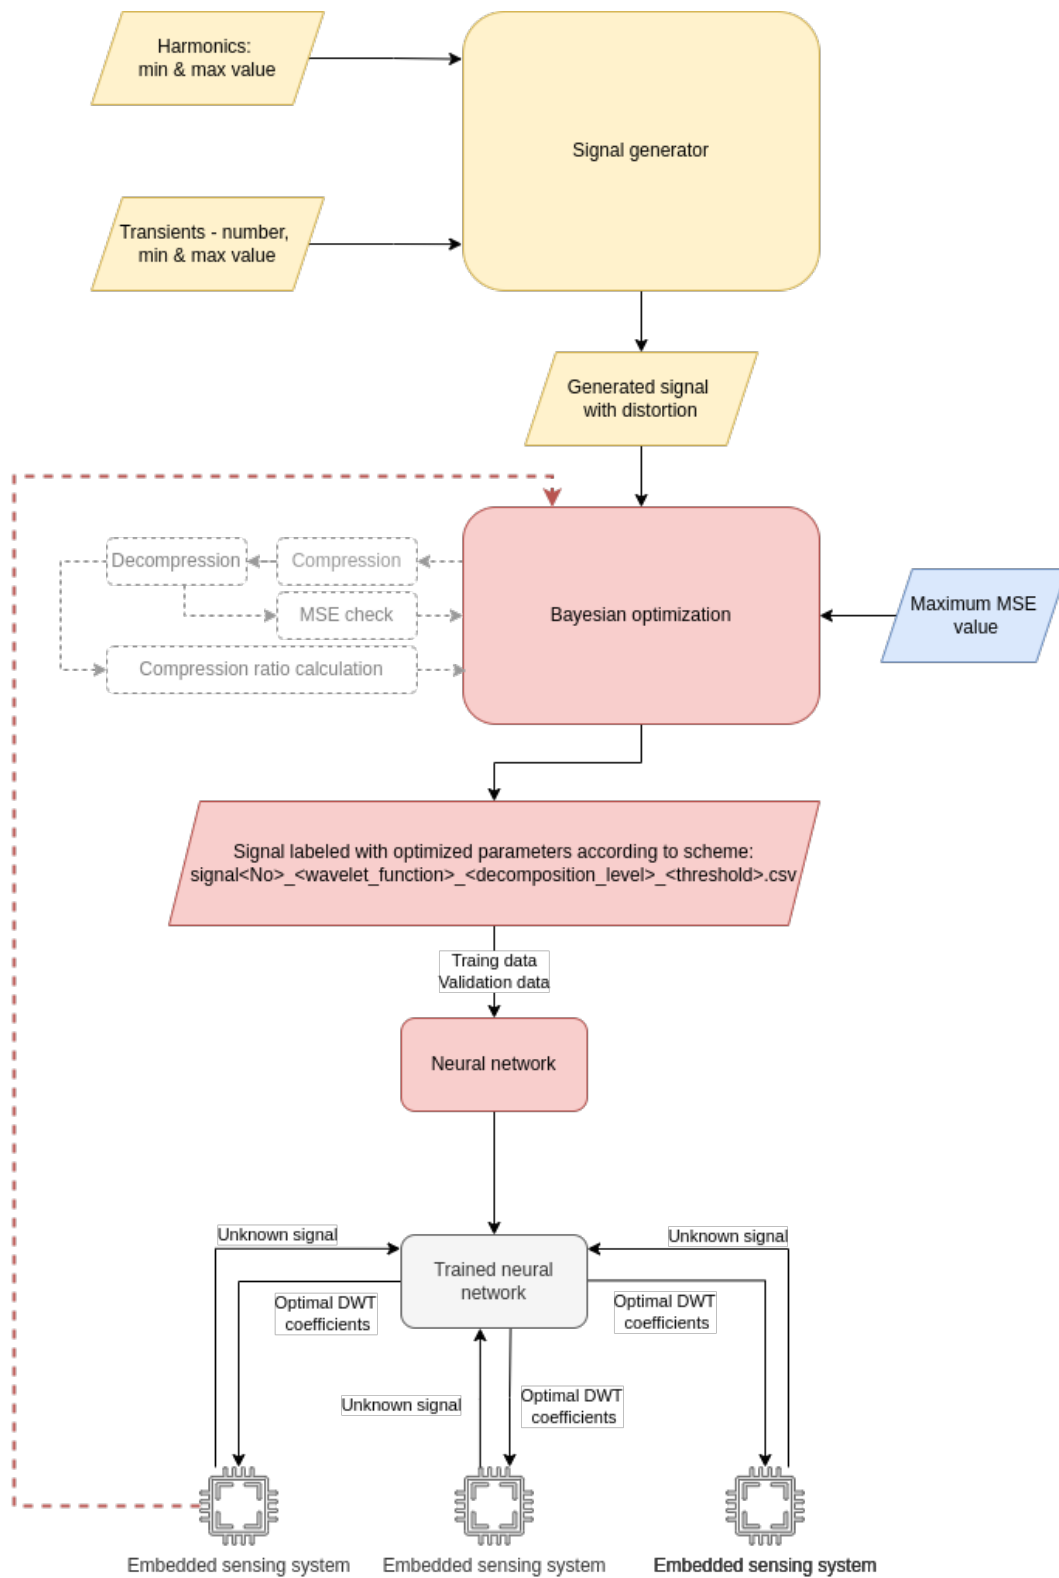 Harmonics:
min & max value
Signal generator
Transients - number,
min & max value
Generated signal
with distortion
Decompression
Compression
MSE check
Compression ratio calculation
Bayesian optimization
Maximum MSE
value
Signal labeled with optimized parameters according to scheme:
signal<No>_<wavelet_function>_<decomposition_level>_<threshold>.csv
Traing data
Validation data
Neural network
Unknown signal
Unknown signal
Trained neural
network
Optimal DWT
coefficients
Optimal DWT
coefficients
Unknown signal
Optimal DWT
coefficients
Embedded sensing system
Embedded sensing system
Embedded sensing system